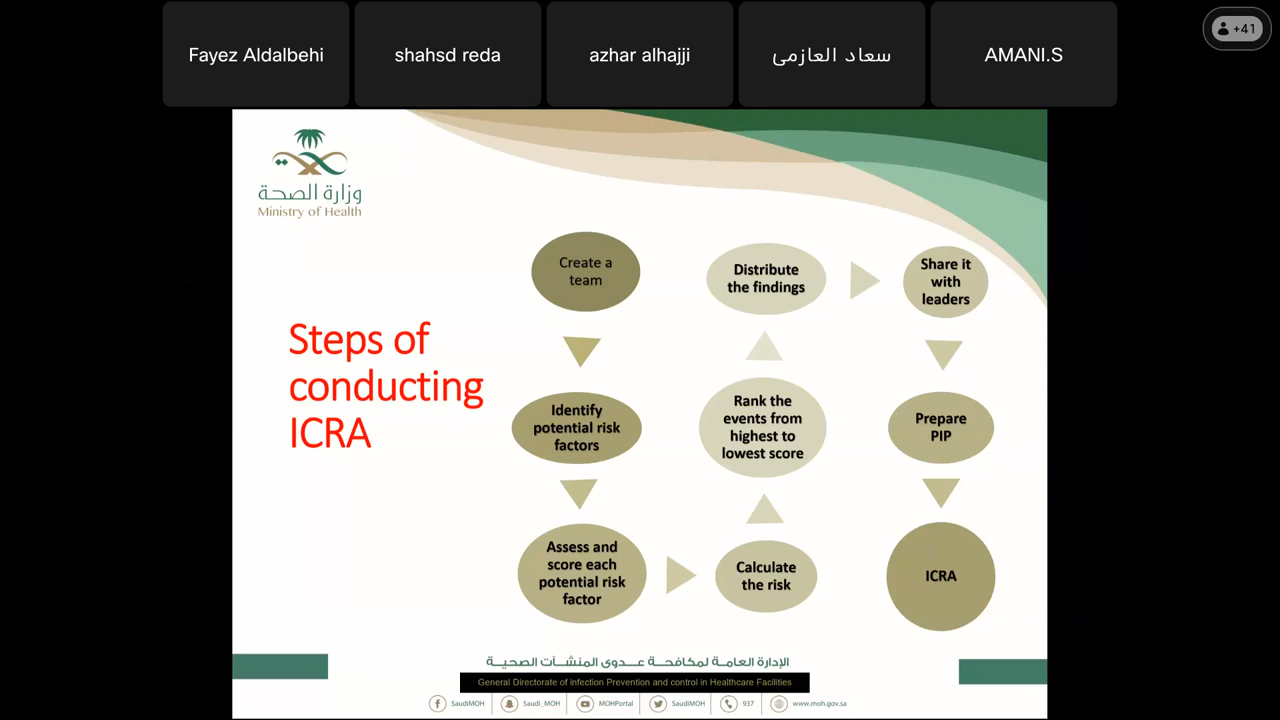 Fayez Aldalbehi
shahsd reda
azhar alhajji
سعاد العازمى
AMANI.S
+41
وزارة الصحة
Ministry of Health
Steps of
conducting
ICRA
Create a
team
Identify
potential risk
factors
Assess and
score each
potential risk
factor
Calculate
the risk
Rank the
events from
highest to
lowest score
Distribute
the findings
Share it
with
leaders
Prepare
PIP
ICRA
الإدارة العامة لمكافحة عدوى المنشآت الصحية
General Directorate of infection Prevention and control in Healthcare Facilities
SaudiMOH
Saudi_MOH
MOHPortal
SaudiMOH
937
www.moh.gov.sa